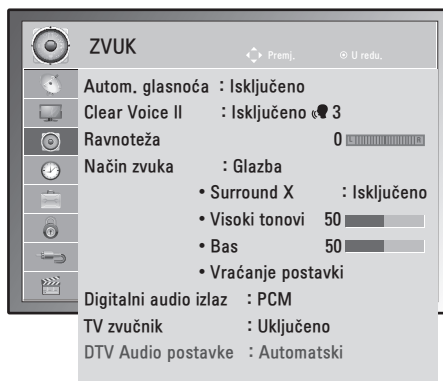 ZVUK
Premj. U redu.
Autom. glasnoća : Isključeno
Clear Voice II : Isključeno 3
Ravnoteža 0 L R
Način zvuka : Glazba
• Surround X : Isključeno
• Visoki tonovi 50
• Bas 50
• Vraćanje postavki
Digitalni audio izlaz : PCM
TV zvučnik : Uključeno
DTV Audio postavke : Automatski